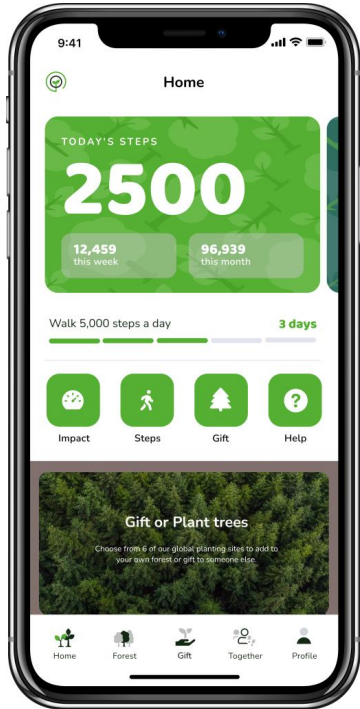 9:41
Home
TODAY'S STEPS
2500
12,459
this week
96,939
this month
Walk 5,000 steps a day
3 days
Impact
Steps
Gift
Help
Gift or Plant trees
Choose from 6 of our global planting sites to add to
your own forest or gift to someone else.
Home
Forest
Gift
Together
Profile